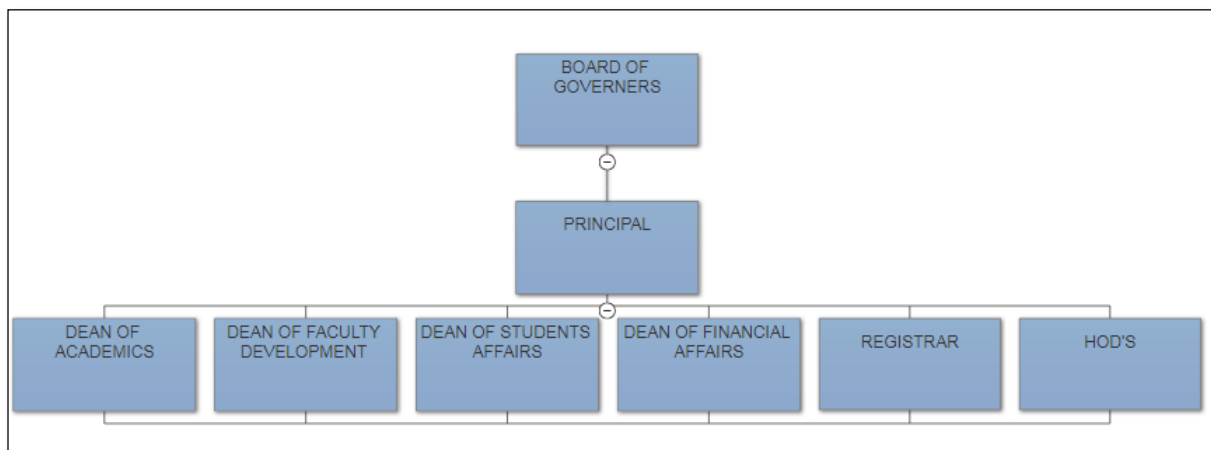 BOARD OF
GOVERNERS
PRINCIPAL
DEAN OF
ACADEMICS
DEAN OF FACULTY
DEVELOPMENT
DEAN OF STUDENTS
AFFAIRS
DEAN OF FINANCIAL
AFFAIRS
REGISTRAR
HOD'S